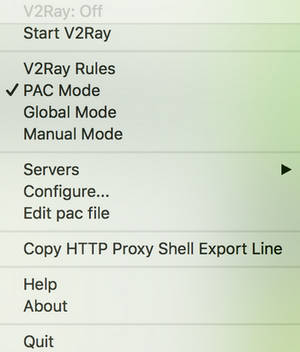 V2Ray: Off
Start V2Ray
V2Ray Rules
PAC Mode
Global Mode
Manual Mode
Servers
Configure...
Edit pac file
Copy HTTP Proxy Shell Export Line
Help
About
Quit